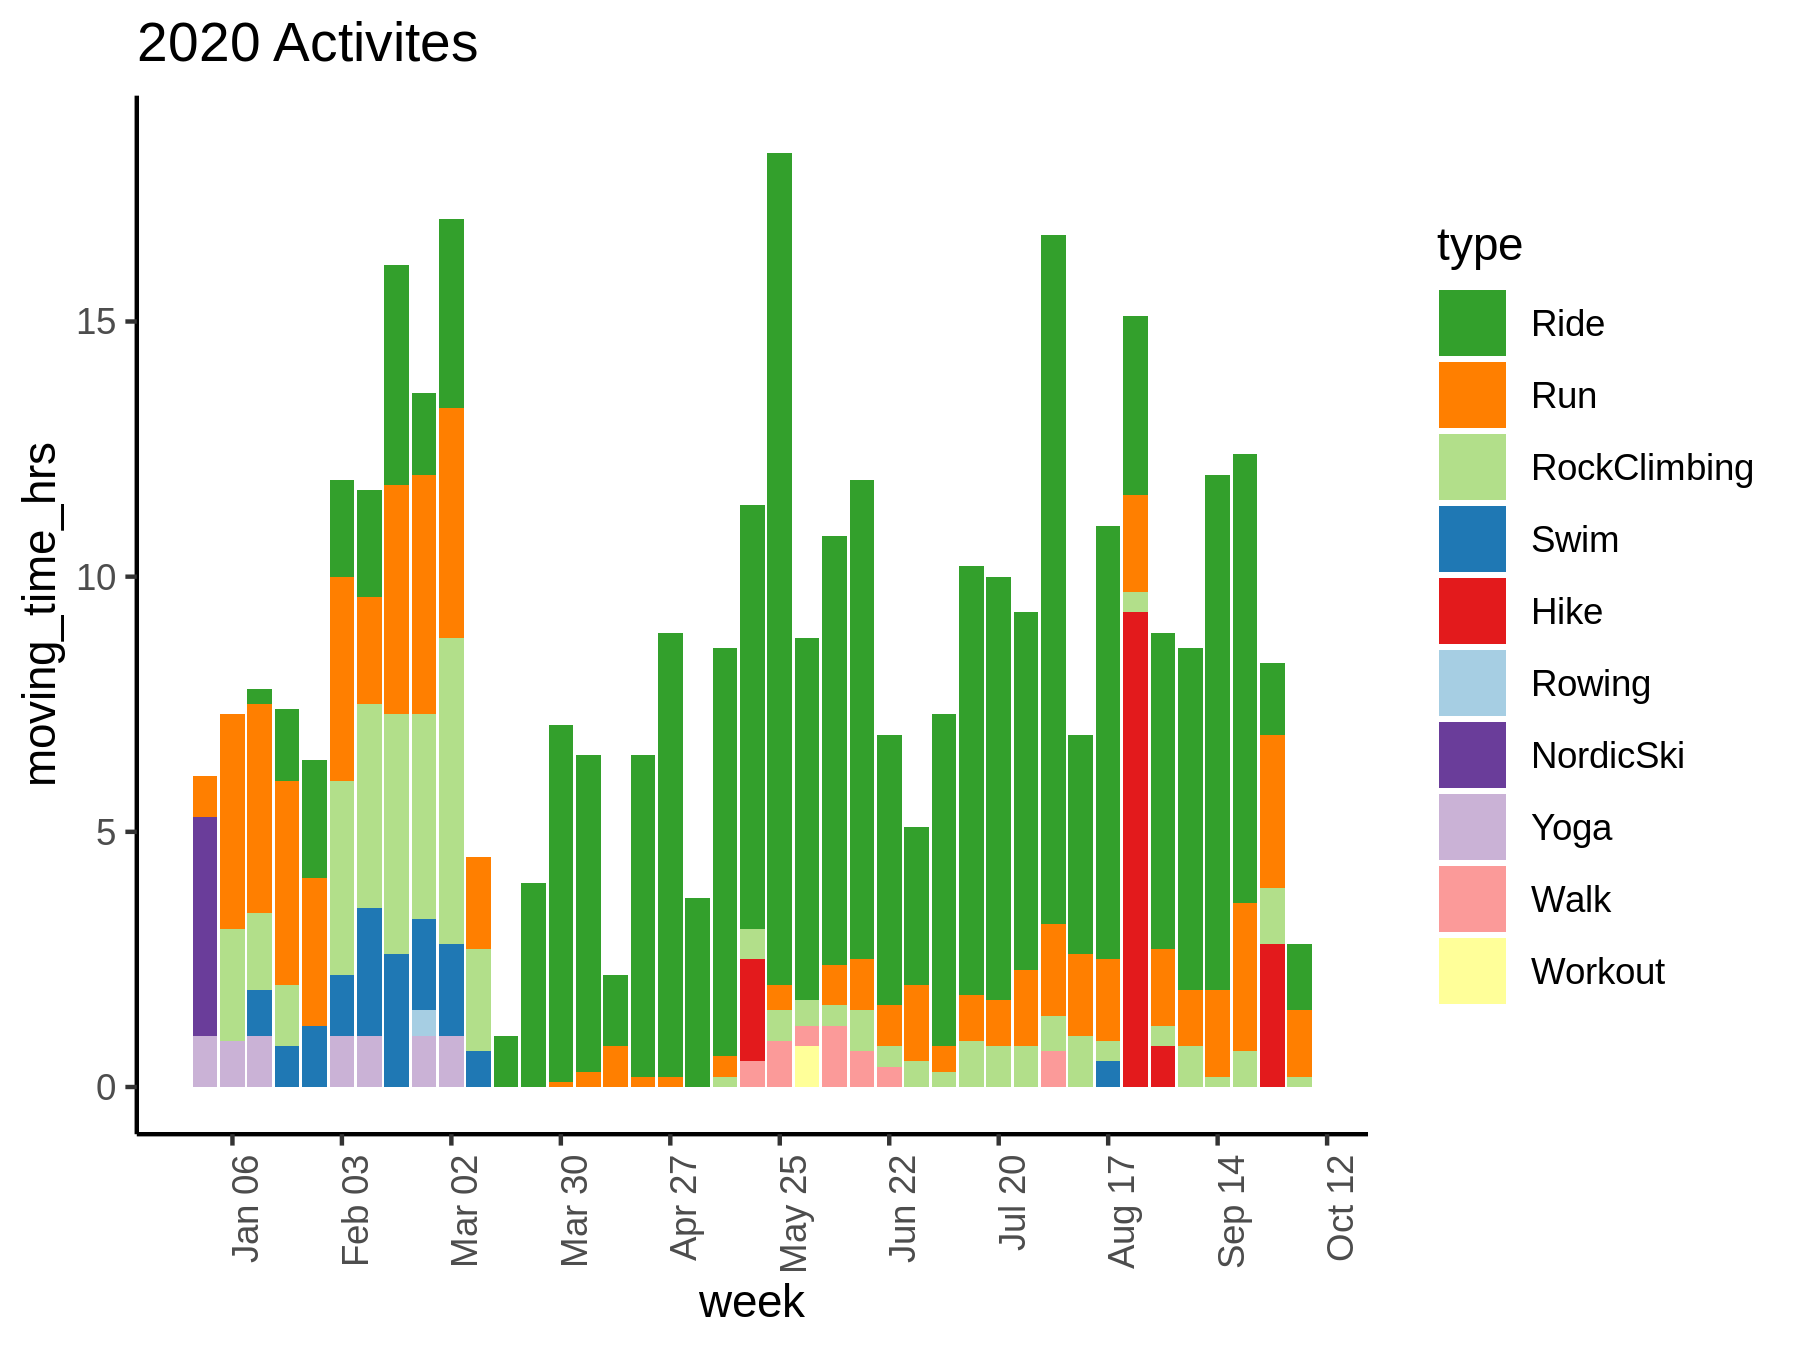 2020 Activites
moving_time_hrs
15
10
5
0
Jan 06
Feb 03
Mar 02
Mar 30
Apr 27
May 25
Jun 22
Jul 20
Aug 17
Sep 14
Oct 12
week
type
Ride
Run
RockClimbing
Swim
Hike
Rowing
NordicSki
Yoga
Walk
Workout